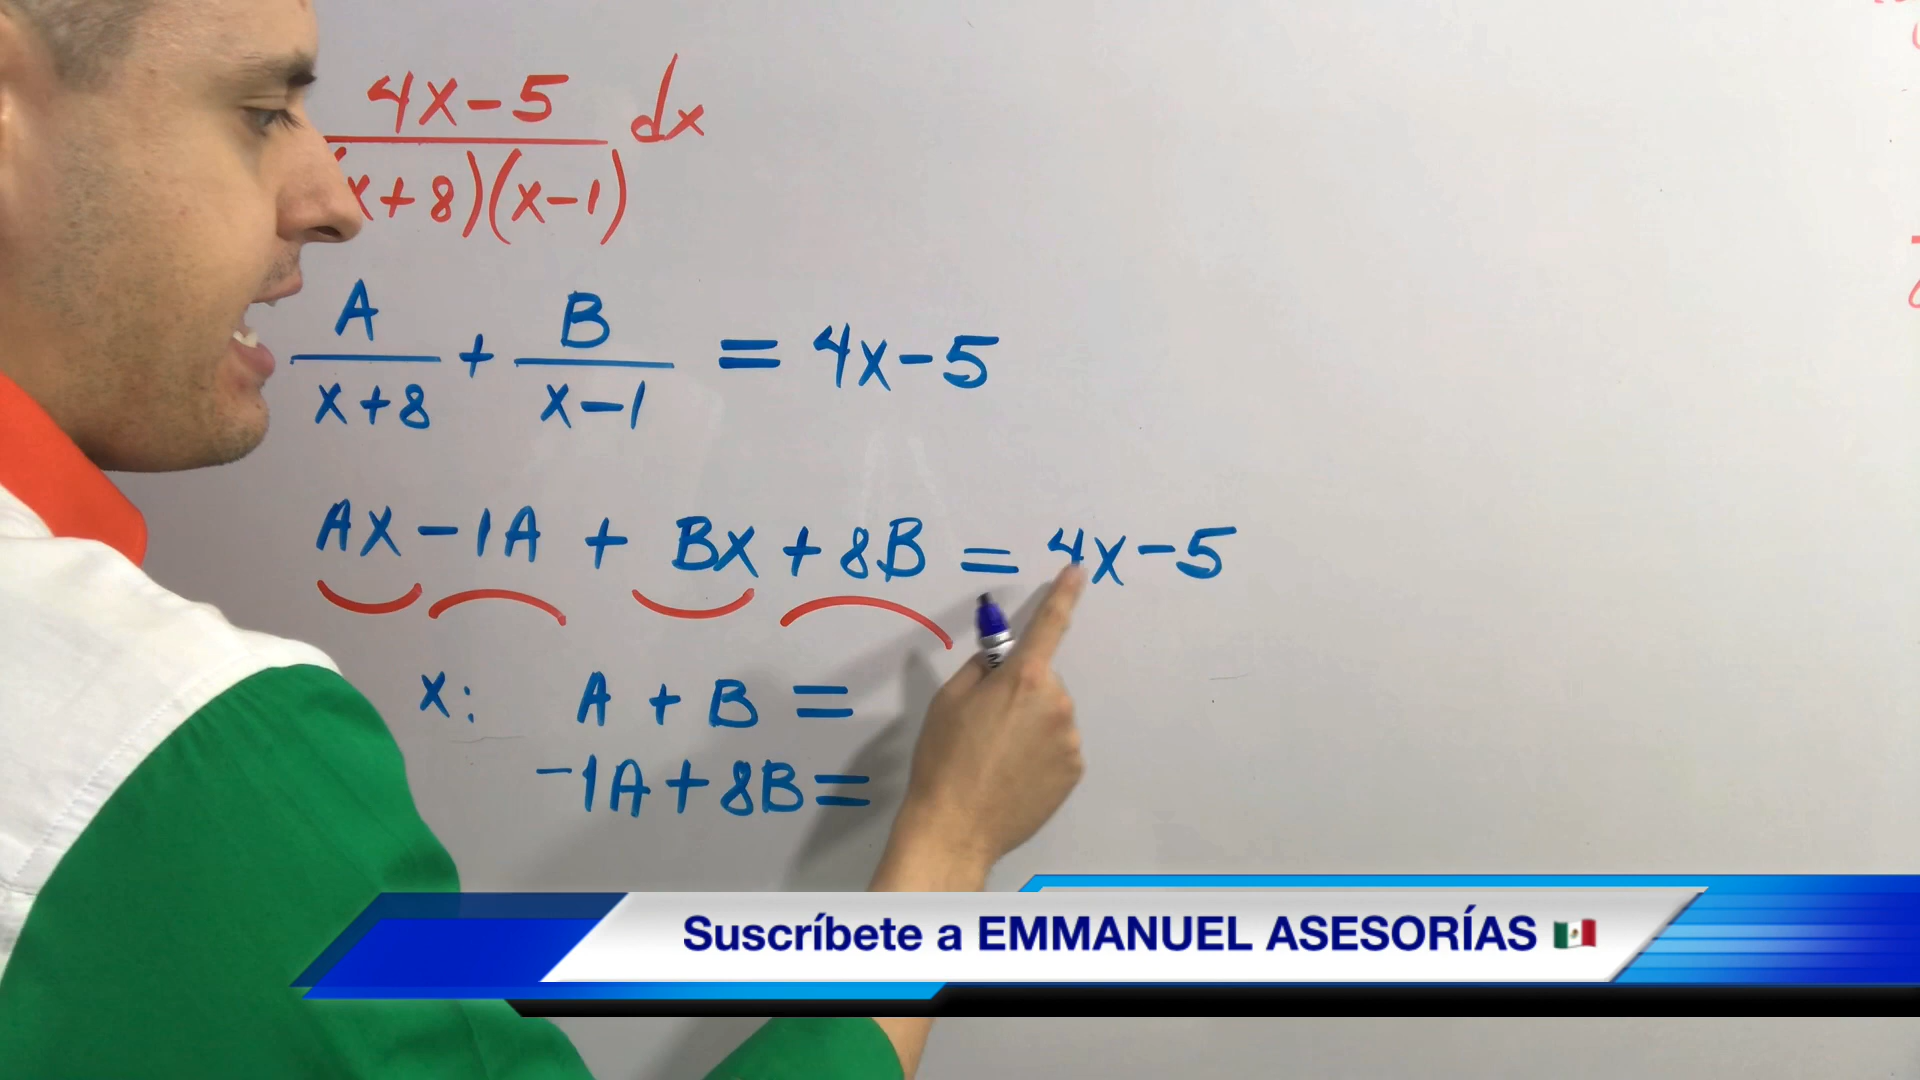 4x-5 dx
x+8)(x-1)
A + B = 4x-5
x+8 x-1
Ax-1A + Bx+8B = 4x-5
x: A + B =
-1A+8B=
Suscríbete a EMMANUEL ASESORÍAS